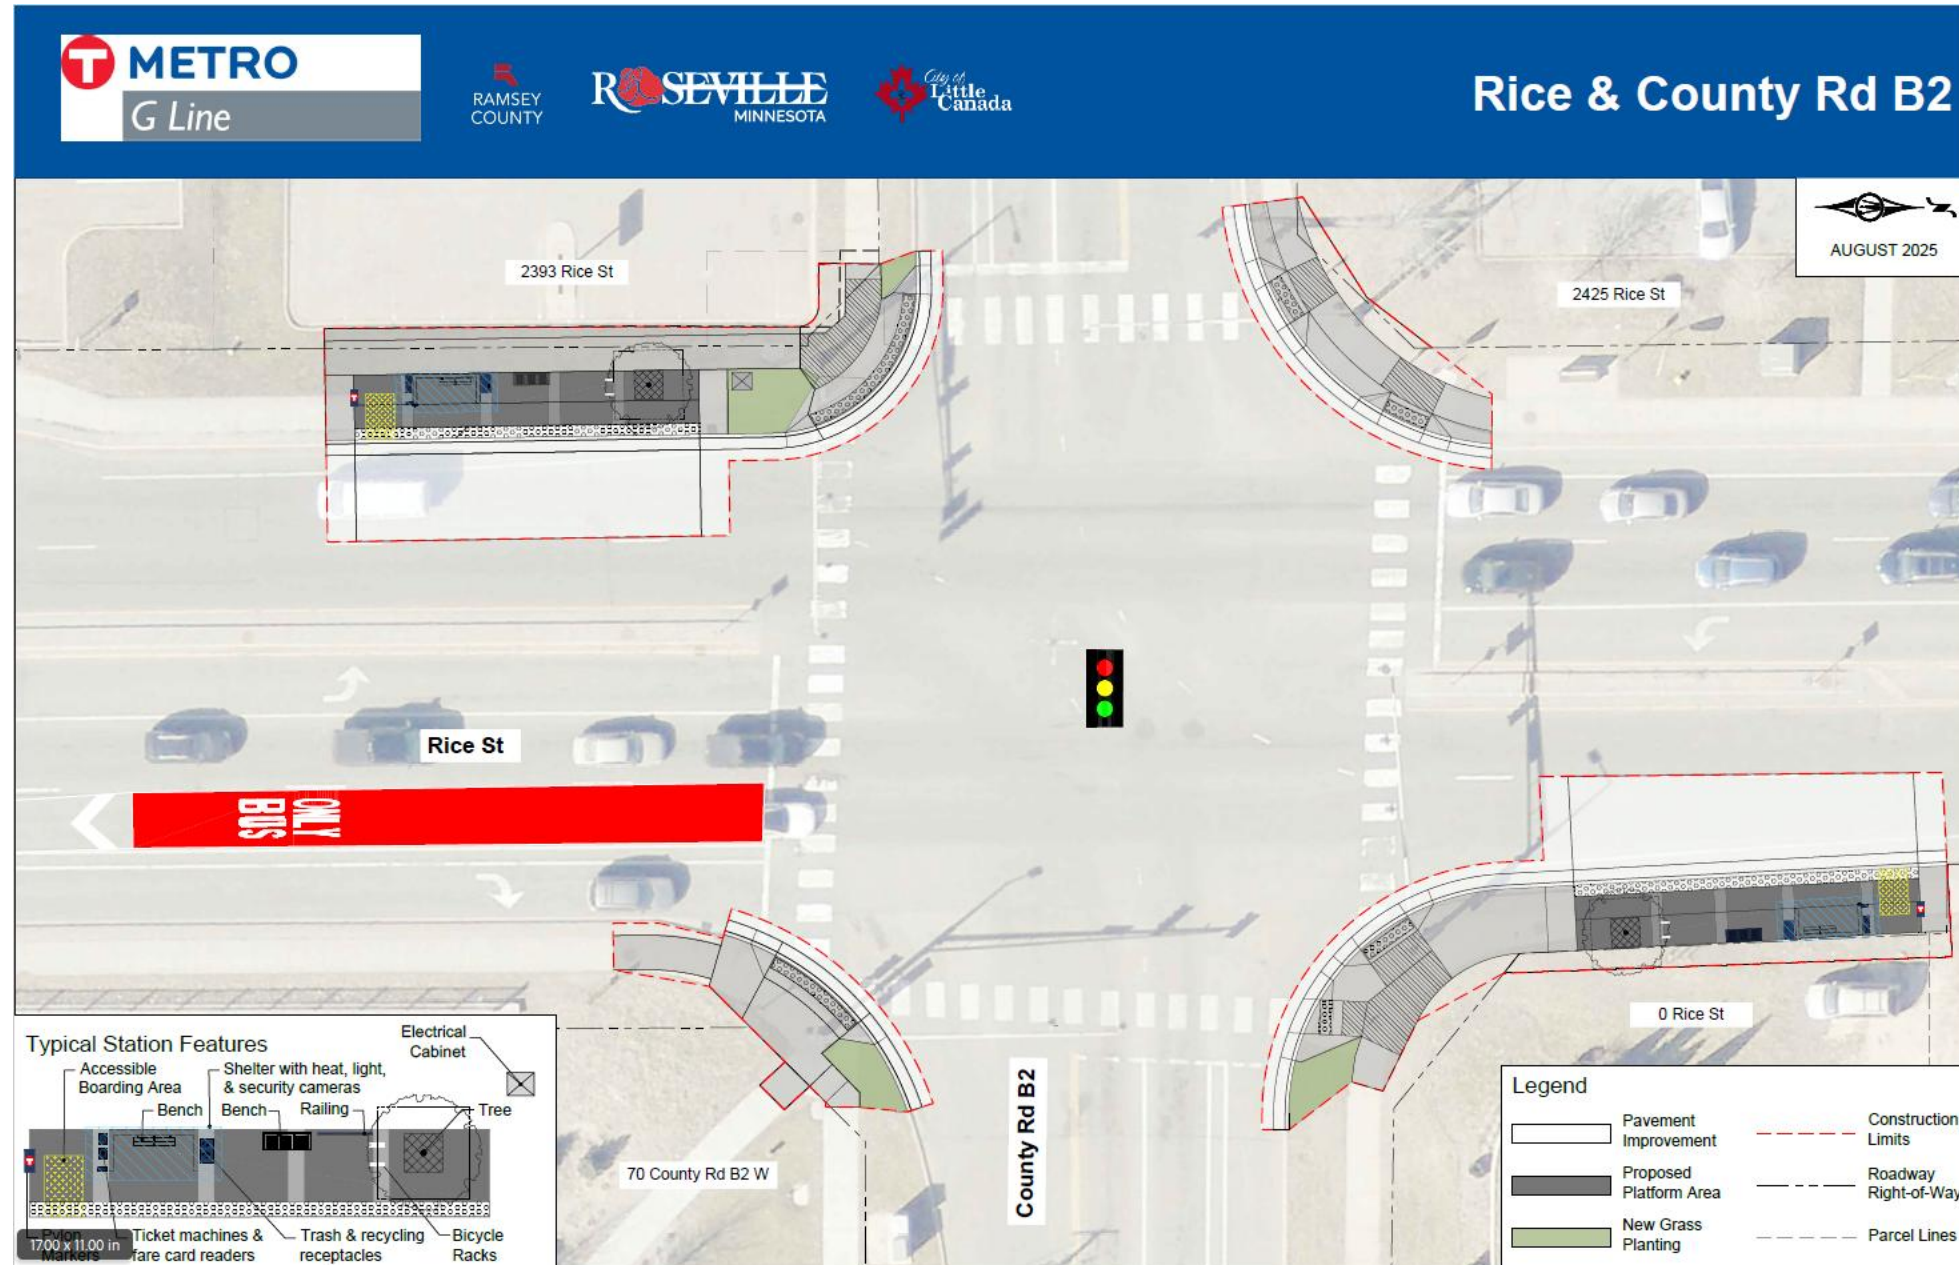 METRO
G Line
RAMSEY
COUNTY
ROSEVILLE
MINNESOTA
City of
Little
Canada
Rice & County Rd B2
AUGUST 2025
2393 Rice St
2425 Rice St
Rice St
BUS
ONLY
0 Rice St
70 County Rd B2 W
County Rd B2
Typical Station Features
Electrical
Cabinet
Accessible
Boarding Area
Shelter with heat, light,
& security cameras
Bench
Bench
Railing
Tree
Pylon
Markers
Ticket machines &
fare card readers
Trash & recycling
receptacles
Bicycle
Racks
17.00 x 11.00 in
Legend
Pavement
Improvement
Construction
Limits
Proposed
Platform Area
Roadway
Right-of-Way
New Grass
Planting
Parcel Lines